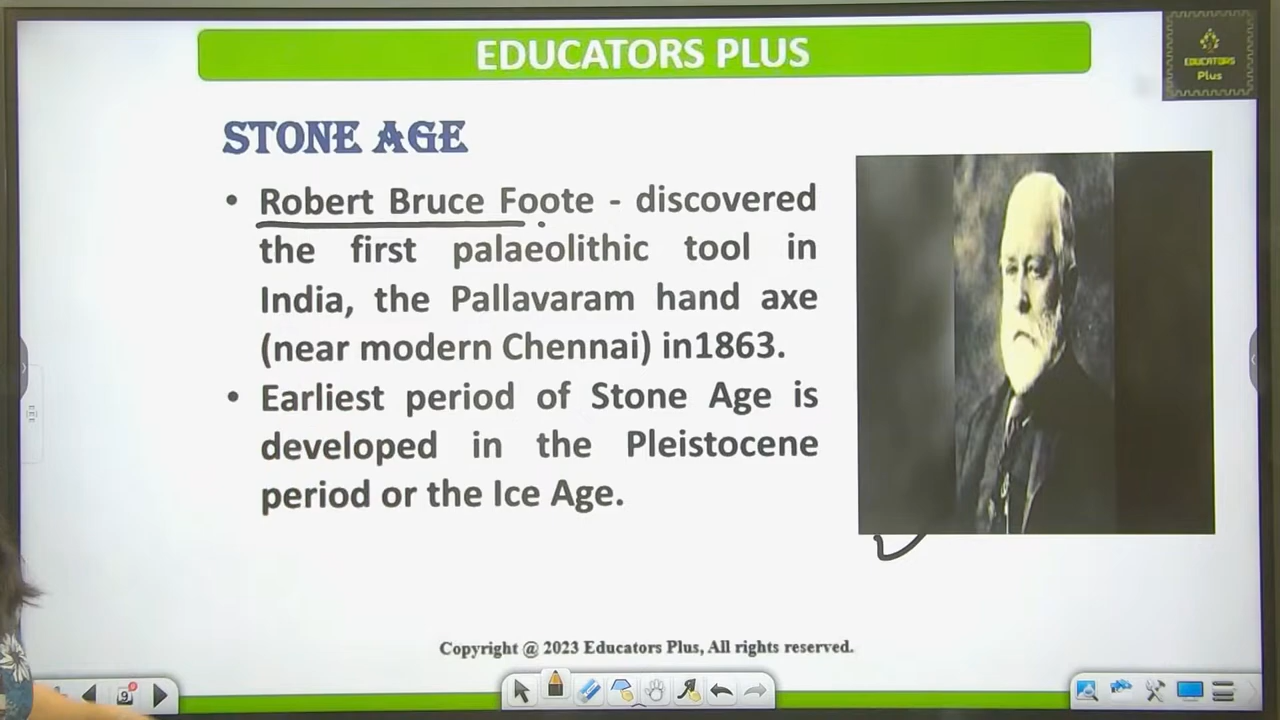 EDUCATORS PLUS
EDUCATORS
Plus
STONE AGE
• Robert Bruce Foote - discovered
the first palaeolithic tool in
India, the Pallavaram hand axe
(near modern Chennai) in1863.
• Earliest period of Stone Age is
developed in the Pleistocene
period or the Ice Age.
Copyright @ 2023 Educators Plus, All rights reserved.
9